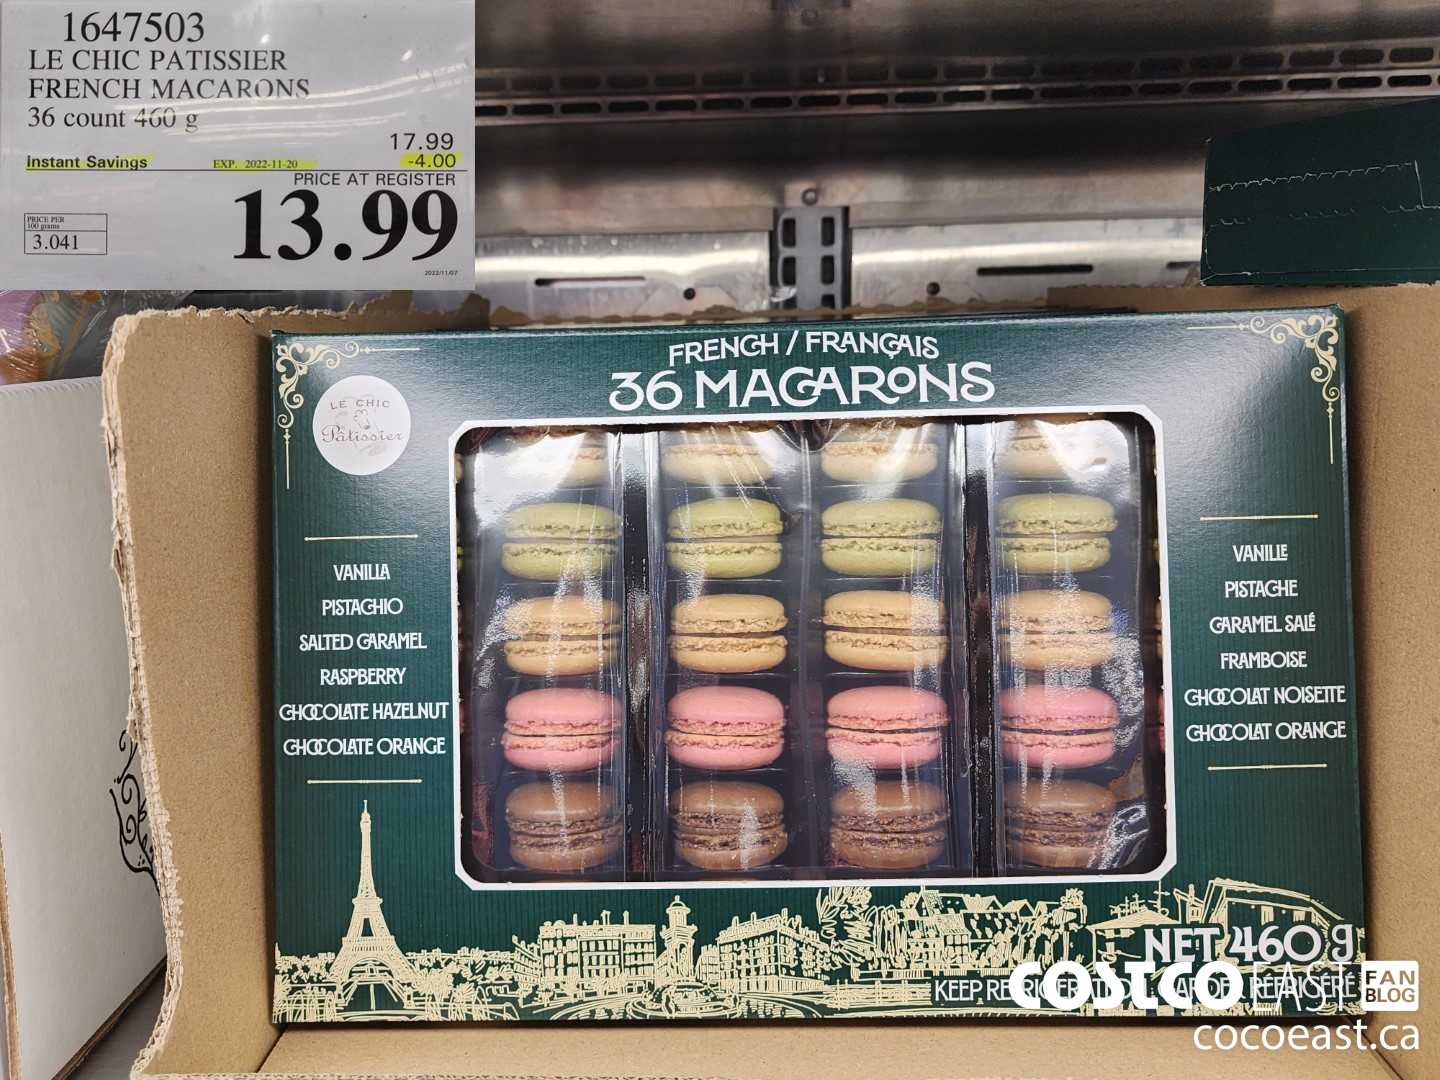 1647503
LE CHIC PATISSIER
FRENCH MACARONS
36 count 460 g
17.99
Instant Savings EXP. 2022-11-20 -4.00
PRICE AT REGISTER
13.99
PRICE PER
100 grams
3.041
2022/11/07
FRENCH / FRANÇAIS
36 MACARONS
LE CHIC
Pâtissier
VANILLA
PISTACHIO
SALTED CARAMEL
RASPBERRY
CHOCOLATE HAZELNUT
CHOCOLATE ORANGE
VANILLE
PISTACHE
CARAMEL SALÉ
FRAMBOISE
CHOCOLAT NOISETTE
CHOCOLAT ORANGE
NET 460 g
KEEP
COSTCO EAST FAN BLOG
cocoeast.ca